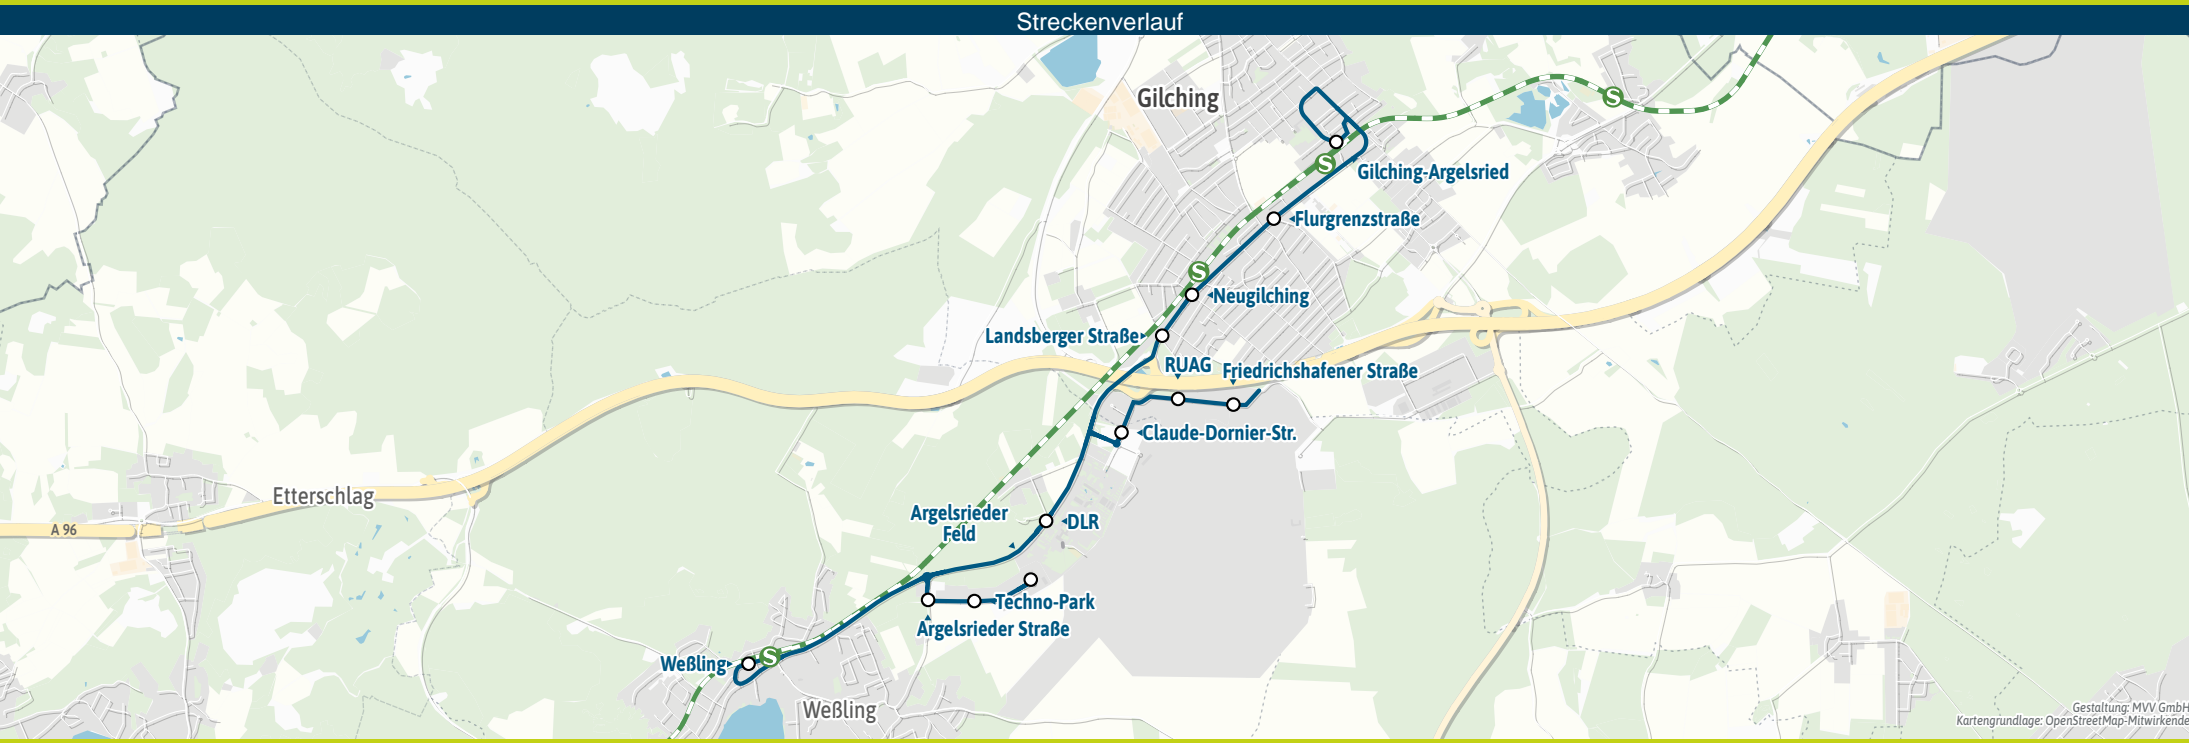 Streckenverlauf
Gilching
S
S
Gilching-Argelsried
Flurgrenzstraße
S
Neugilching
Landsberger Straße
RUAG
Friedrichshafener Straße
Claude-Dornier-Str.
Etterschlag
A 96
Argelsrieder
Feld
DLR
Techno-Park
Argelsrieder Straße
Weßling
S
Weßling
Gestaltung: MVV GmbH
Kartengrundlage: OpenStreetMap-Mitwirkende